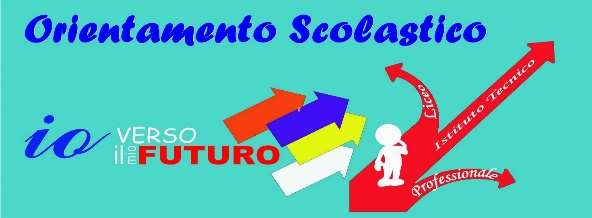 Orientamento Scolastico
io VERSO
il mio FUTURO
Liceo
Istituto Tecnico
Professionale